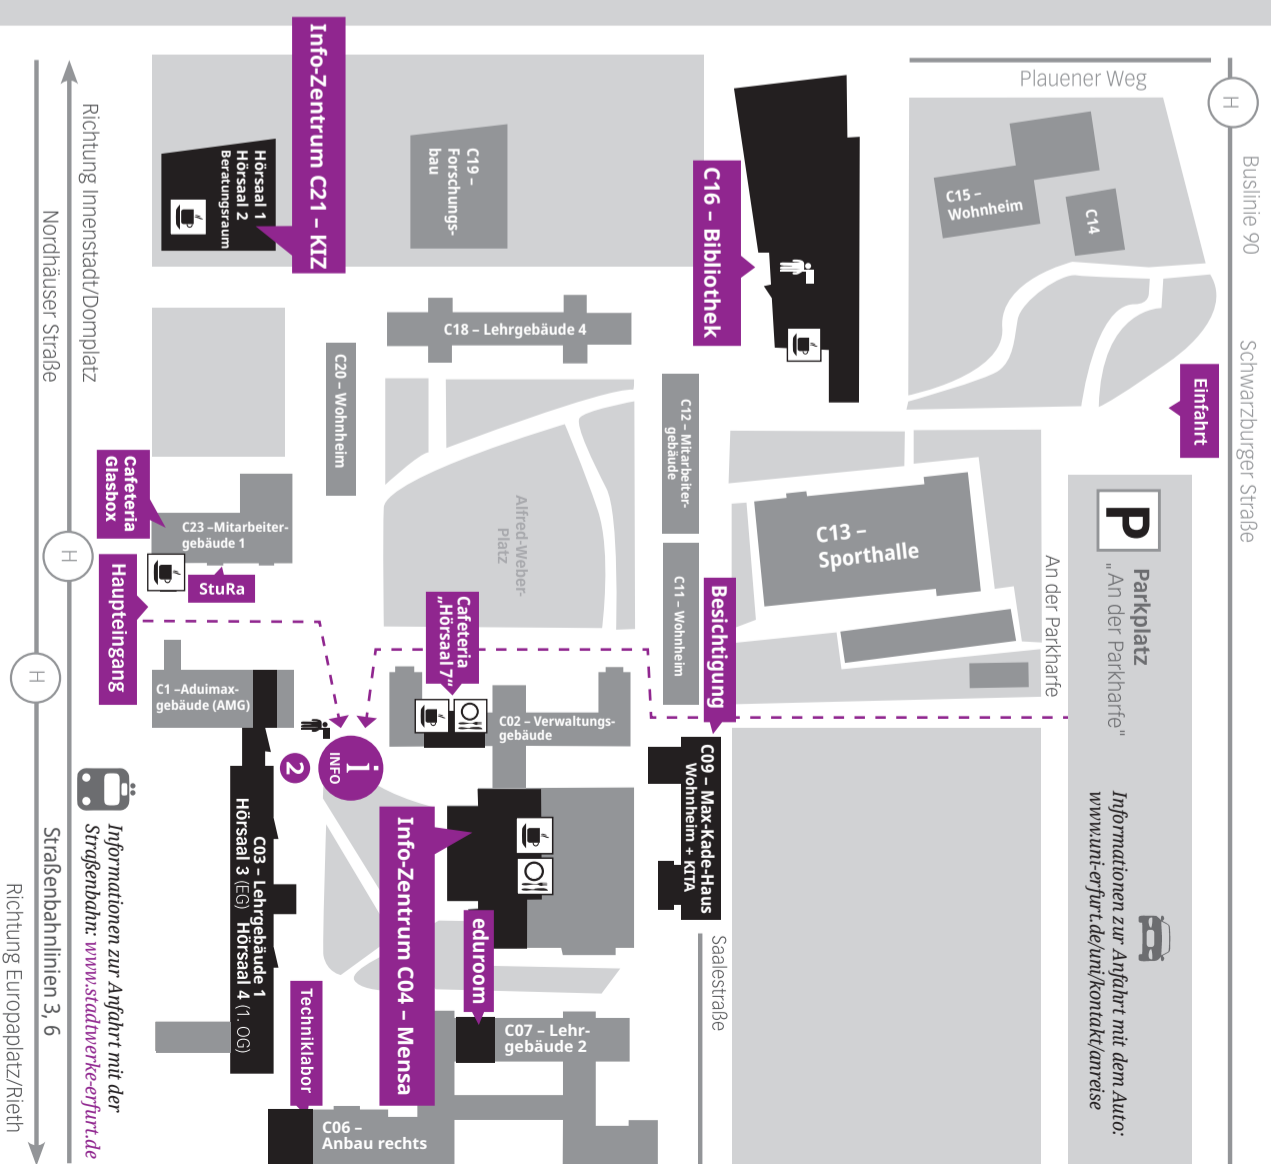 Plauener Weg
H
Buslinie 90
Schwarzburger Straße
Richtung Innenstadt/Domplatz
Nordhäuser Straße
Info-Zentrum C21 – KIZ
Hörsaal 1
Hörsaal 2
Beratungsraum
C19 –
Forschungs-
bau
C16 – Bibliothek
C15 –
Wohnheim
C14
Einfahrt
C18 – Lehrgebäude 4
C20 – Wohnheim
C12 – Mitarbeiter-
gebäude
Cafeteria
Glasbox
C23 –Mitarbeiter-
gebäude 1
StuRa
H
Haupteingang
H
Alfred-Weber-
Platz
C11 – Wohnheim
C13 –
Sporthalle
An der Parkharfe
P
Parkplatz
„An der Parkharfe“
Informationen zur Anfahrt mit dem Auto:
www.uni-erfurt.de/uni/kontakt/anreise
Besichtigung
Cafeteria
„Hörsaal 7“
C1 –Aduimax-
gebäude (AMG)
C02 – Verwaltungs-
gebäude
i
INFO
2
C09 – Max-Kade-Haus
Wohnheim + KITA
C03 – Lehrgebäude 1
Hörsaal 3 (EG) Hörsaal 4 (1. OG)
Info-Zentrum C04 – Mensa
eduroom
Saalestraße
Techniklabor
C07 – Lehr-
gebäude 2
C06 –
Anbau rechts
Informationen zur Anfahrt mit der
Straßenbahn: www.stadtwerke-erfurt.de
Straßenbahnlinien 3, 6
Richtung Europaplatz/Rieth